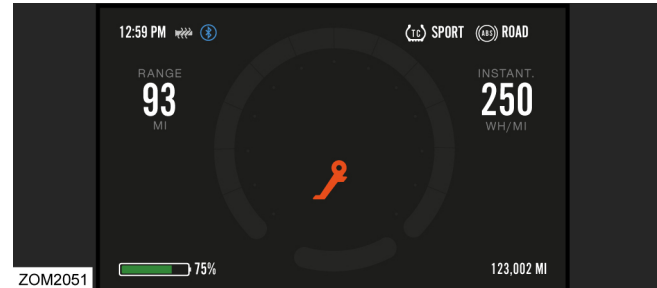 12:59 PM
TC SPORT
ABS ROAD
RANGE
93
MI
INSTANT.
250
WH/MI
75%
123,002 MI
ZOM2051